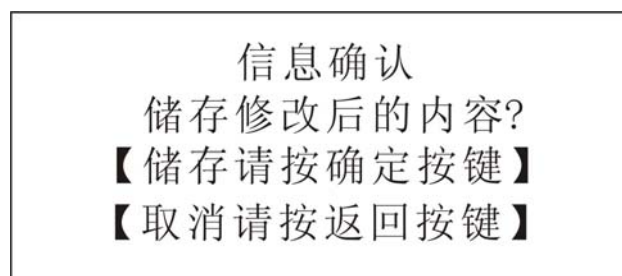 信息确认
储存修改后的内容?
【储存请按确定按键】
【取消请按返回按键】